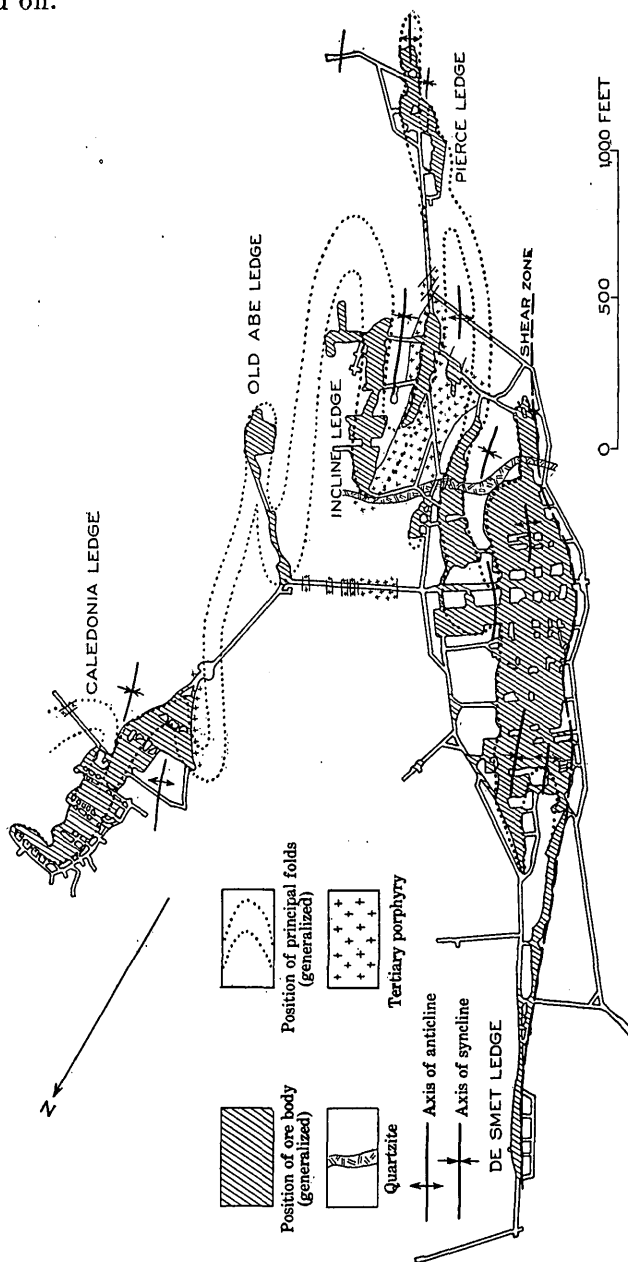 d on.
CALEDONIA LEDGE
OLD ABE LEDGE
INCLINE LEDGE
PIERCE LEDGE
SHEAR ZONE
DE SMET LEDGE
N
Position of ore body
(generalized)
Position of principal folds
(generalized)
Quartzite
Tertiary porphyry
Axis of anticline
Axis of syncline
0 500 1000 FEET